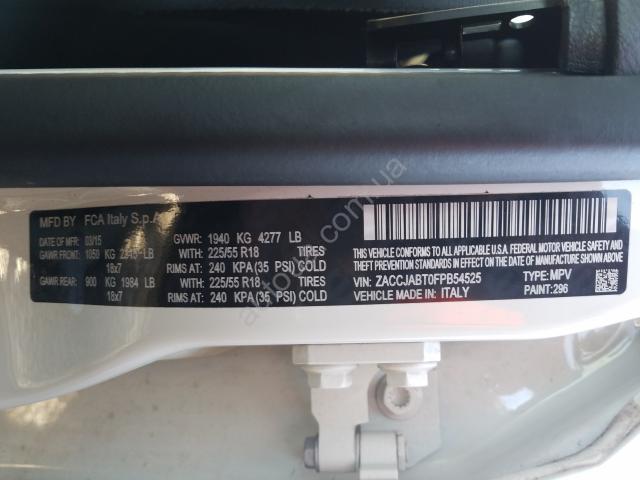 MFD BY FCA Italy S.p.A
DATE OF MFR: 03/15 GVWR: 1940 KG 4277 LB
GAWR FRONT: 1050 KG 2315 LB WITH: 225/55 R18 TIRES
18x7 RIMS AT: 240 KPA(35 PSI) COLD
GAWR REAR: 900 KG 1984 LB WITH: 225/55 R18 TIRES
18x7 RIMS AT: 240 KPA(35 PSI) COLD
THIS VEHICLE CONFORMS TO ALL APPLICABLE U.S.A. FEDERAL MOTOR VEHICLE SAFETY
BUMPER AND THEFT PREVENTION STANDARDS IN EFFECT ON THE DATE OF MANUFACTURE SHOWN ABOVE.
VIN: ZACCJABT0FPB54525 TYPE: MPV
VEHICLE MADE IN: ITALY PAINT: 296